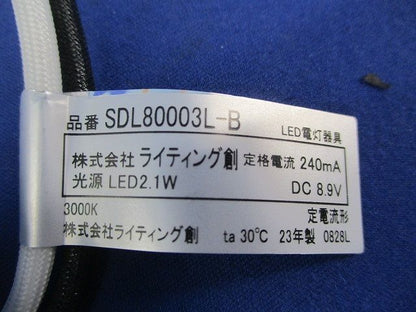 品番 SDL80003L-B
LED電灯器具
株式会社 ライティング創 定格電流 240mA
光源 LED2.1W DC 8.9V
3000K 定電流形
株式会社ライティング創 ta 30℃ 23年製 0828L